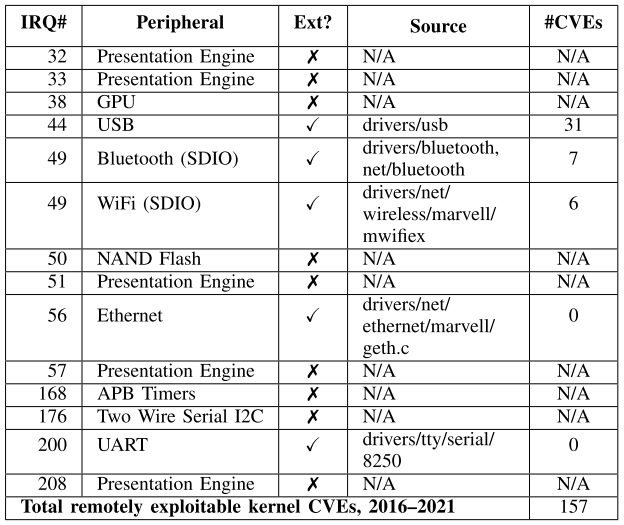 IRQ# Peripheral Ext? Source #CVEs
32 Presentation Engine ✗ N/A N/A
33 Presentation Engine ✗ N/A N/A
38 GPU ✗ N/A N/A
44 USB ✓ drivers/usb 31
49 Bluetooth (SDIO) ✓ drivers/bluetooth, 7
net/bluetooth
49 WiFi (SDIO) ✓ drivers/net/ 6
wireless/marvell/
mwifiex
50 NAND Flash ✗ N/A N/A
51 Presentation Engine ✗ N/A N/A
56 Ethernet ✓ drivers/net/ 0
ethernet/marvell/
geth.c
57 Presentation Engine ✗ N/A N/A
168 APB Timers ✗ N/A N/A
176 Two Wire Serial I2C ✗ N/A N/A
200 UART ✓ drivers/tty/serial/ 0
8250
208 Presentation Engine ✗ N/A N/A
Total remotely exploitable kernel CVEs, 2016–2021 157